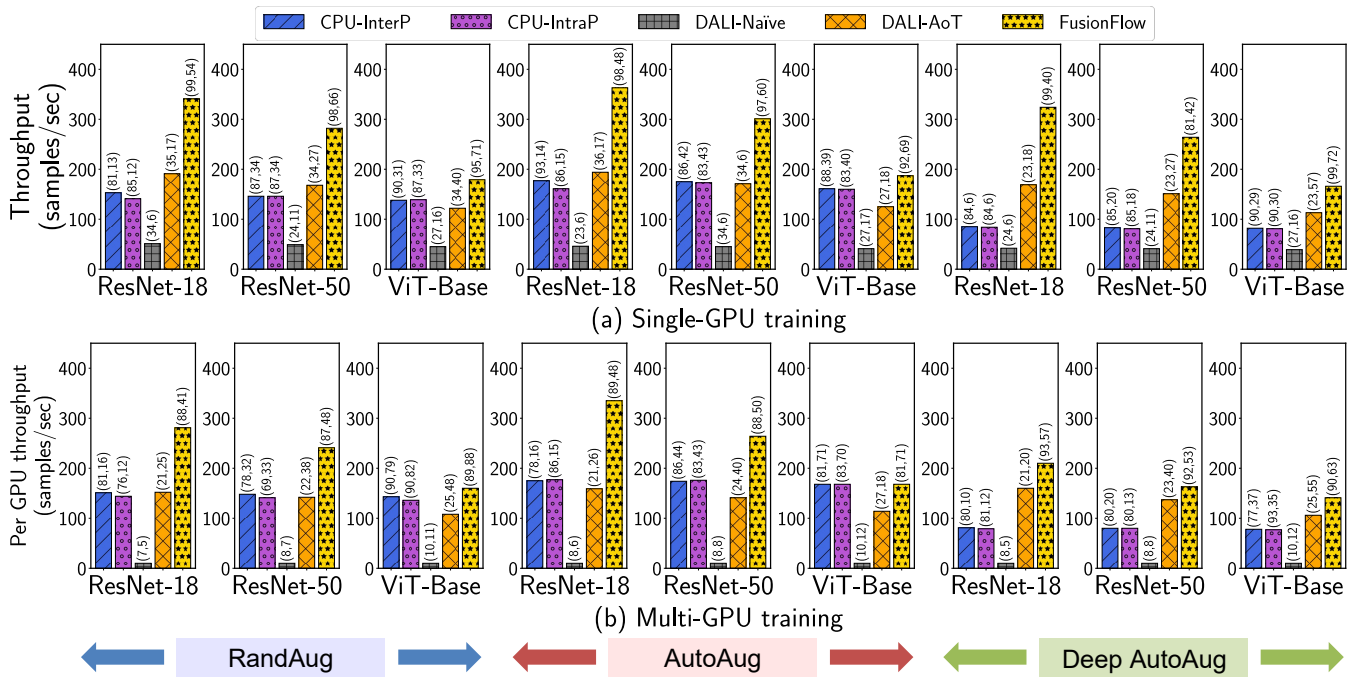 CPU-InterP CPU-IntraP DALI-Naïve DALI-AoT FusionFlow
Throughput
(samples/sec)
400
300
200
100
0
(81,13) (85,12) (34,6) (35,17) (99,54)
(87,34) (87,34) (24,11) (34,27) (98,66)
(90,31) (87,33) (27,16) (34,40) (95,71)
(93,14) (86,15) (23,6) (36,17) (98,48)
(86,42) (83,43) (34,6) (34,6) (97,60)
(88,39) (83,40) (27,17) (27,18) (92,69)
(84,6) (84,6) (24,6) (23,18) (99,40)
(85,20) (85,18) (24,11) (23,27) (81,42)
(90,29) (90,30) (27,16) (23,57) (99,72)
ResNet-18 ResNet-50 ViT-Base ResNet-18 ResNet-50 ViT-Base ResNet-18 ResNet-50 ViT-Base
(a) Single-GPU training
Per GPU throughput
(samples/sec)
400
300
200
100
0
(81,16) (76,12) (7,5) (21,25) (88,41)
(78,32) (69,33) (8,7) (22,38) (87,48)
(90,79) (90,82) (10,11) (25,48) (89,88)
(78,16) (86,15) (8,6) (21,26) (89,48)
(86,44) (83,43) (8,8) (24,40) (88,50)
(81,71) (83,70) (10,12) (27,18) (81,71)
(80,10) (81,12) (8,5) (21,20) (93,57)
(80,20) (80,13) (8,8) (23,40) (92,53)
(77,37) (93,35) (10,12) (25,55) (90,63)
ResNet-18 ResNet-50 ViT-Base ResNet-18 ResNet-50 ViT-Base ResNet-18 ResNet-50 ViT-Base
(b) Multi-GPU training
RandAug AutoAug Deep AutoAug